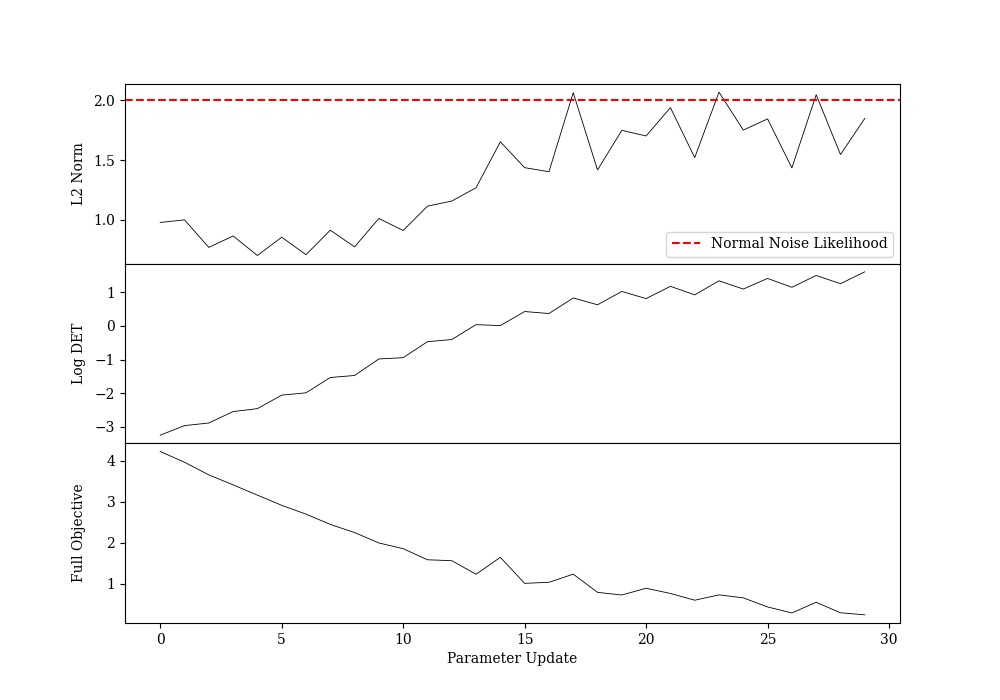 2.0
1.5
1.0
L2 Norm
Normal Noise Likelihood
1
0
−1
−2
−3
Log DET
4
3
2
1
Full Objective
0 5 10 15 20 25 30
Parameter Update